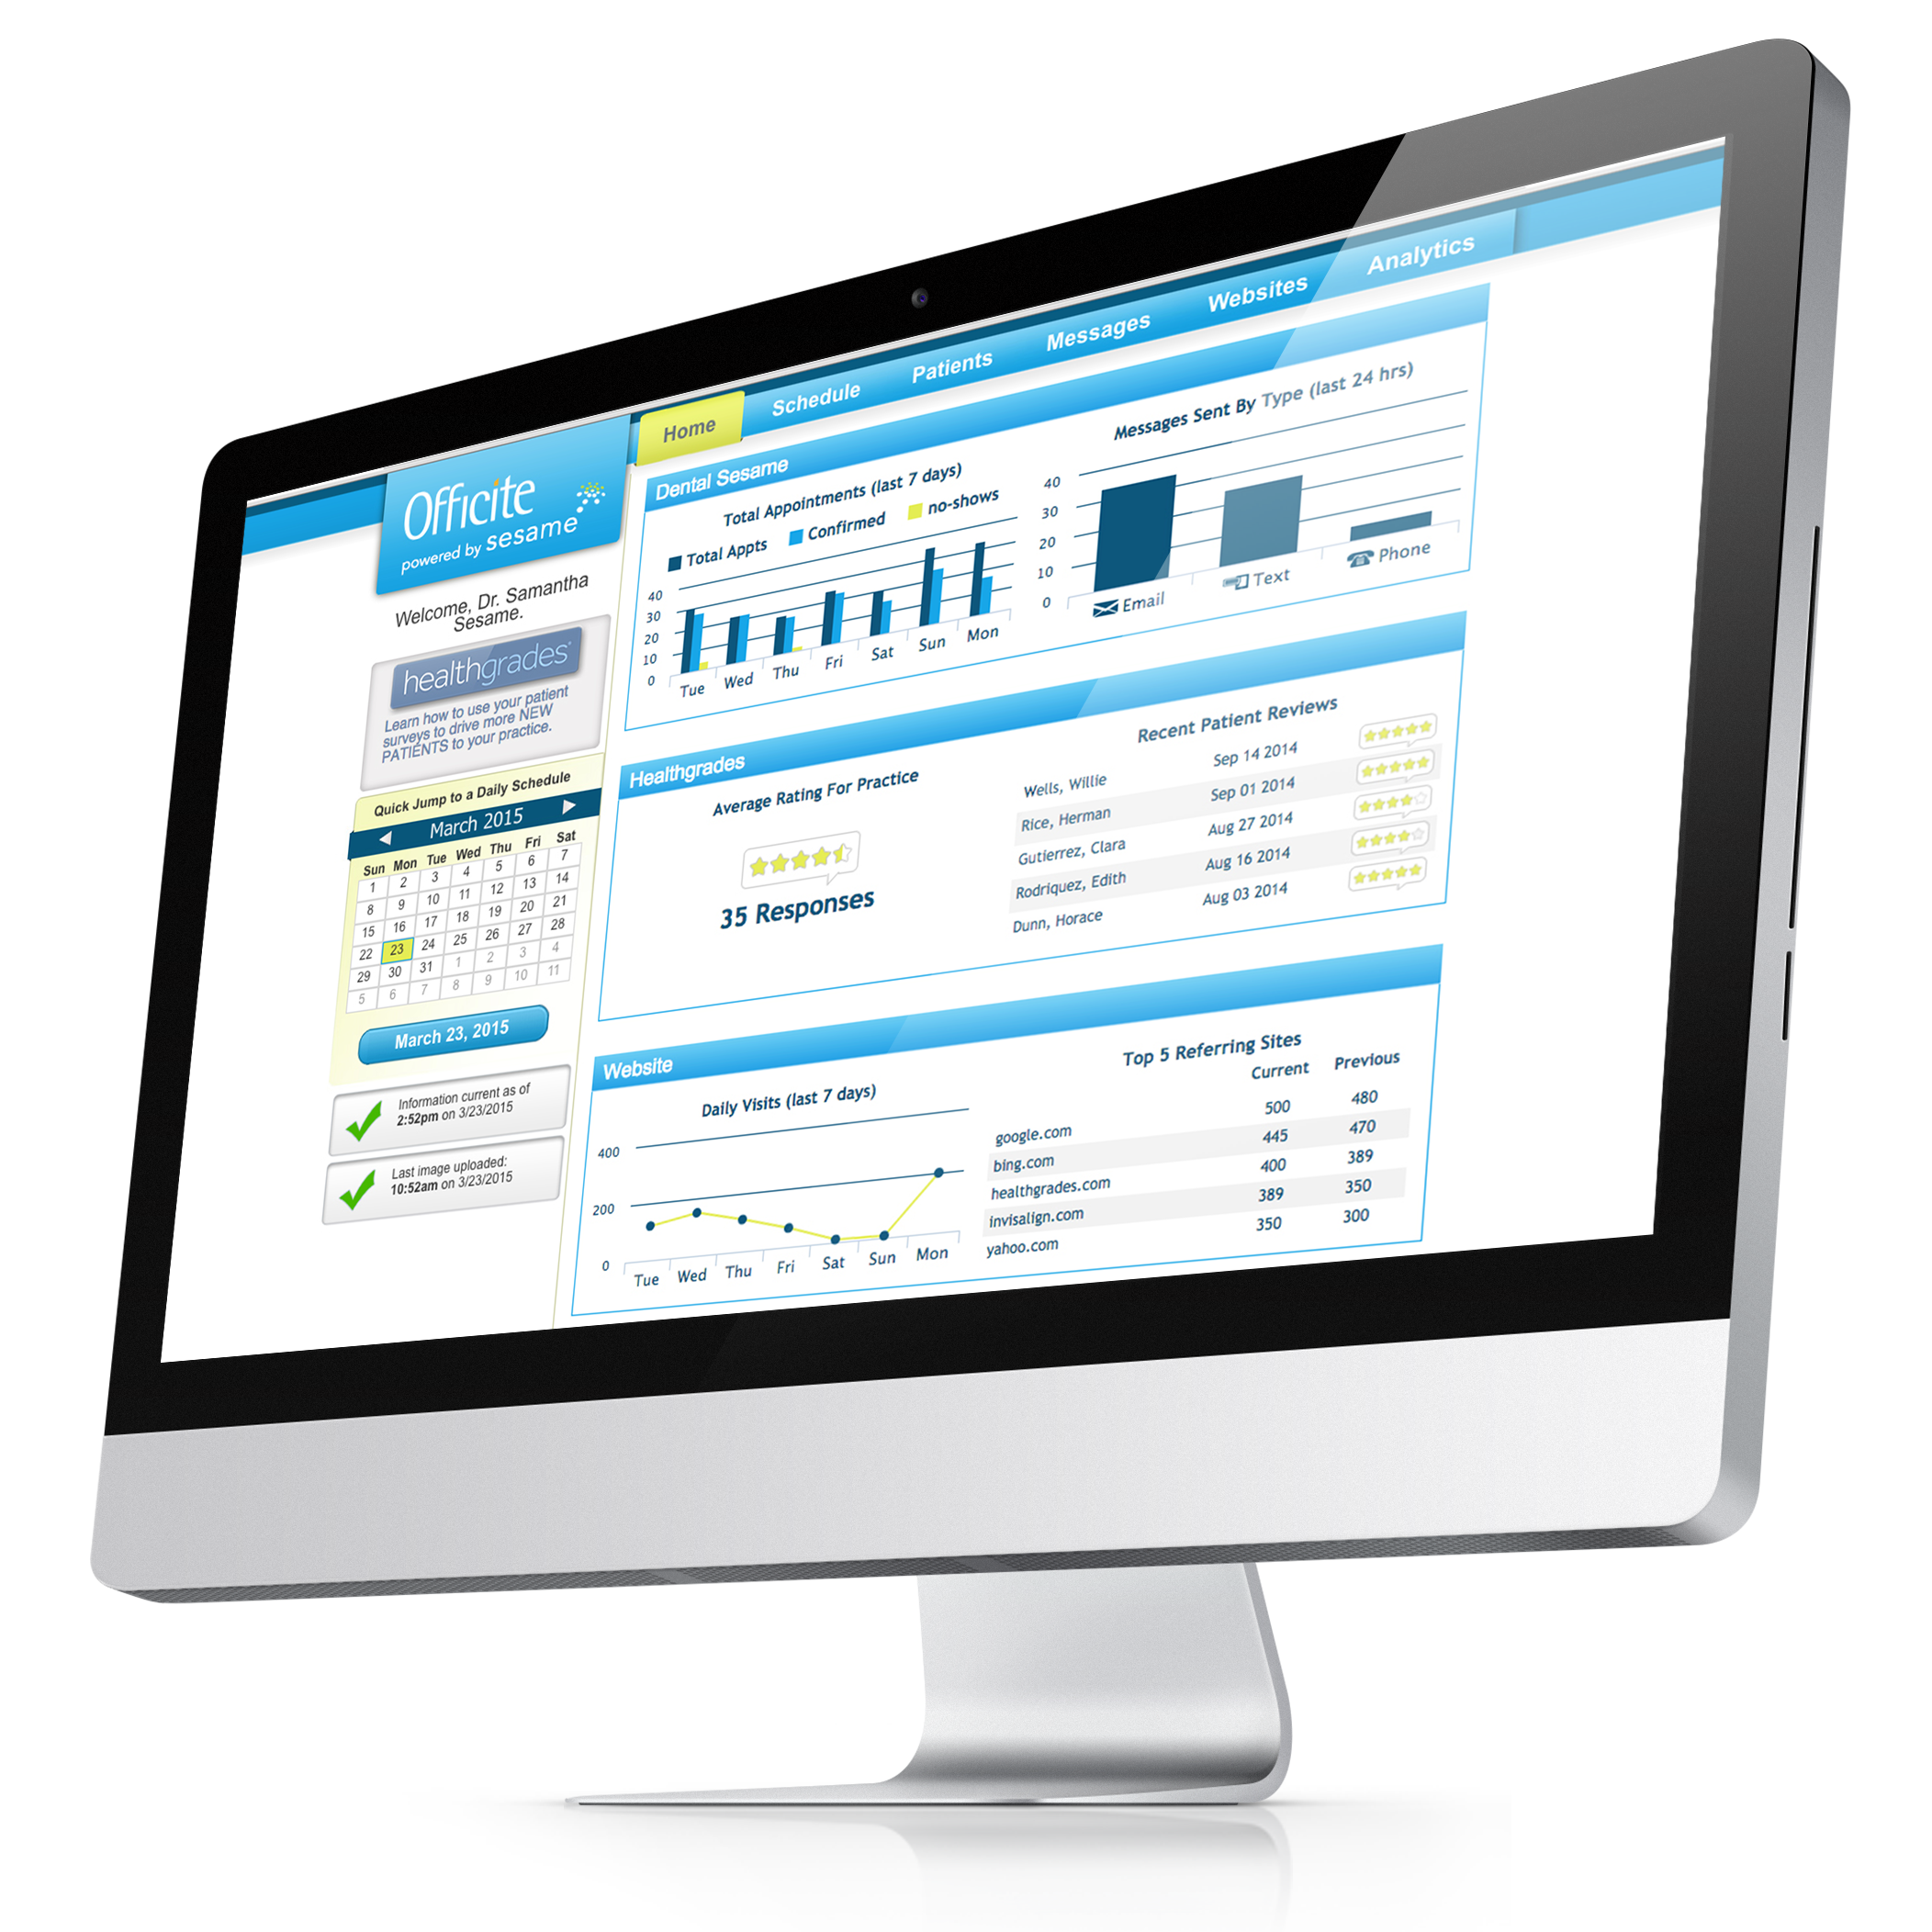 Home
Schedule
Patients
Messages
Websites
Analytics
Officite
powered by sesame
Welcome, Dr. Samantha
Sesame.
healthgrades
Learn how to use your patient
surveys to drive more NEW
PATIENTS to your practice.
Quick Jump to a Daily Schedule
March 2015
Sun Mon Tue Wed Thu Fri Sat
1 2 3 4 5 6 7
8 9 10 11 12 13 14
15 16 17 18 19 20 21
22 23 24 25 26 27 28
29 30 31 1 2 3 4
5 6 7 8 9 10 11
March 23, 2015
Information current as of
2:52pm on 3/23/2015
Last image uploaded:
10:52am on 3/23/2015
Dental Sesame
Total Appointments (last 7 days)
Total Appts Confirmed no-shows
40
30
20
10
0
Tue Wed Thu Fri Sat Sun Mon
Messages Sent By Type (last 24 hrs)
40
30
20
10
0
Email Text Phone
Healthgrades
Average Rating For Practice
35 Responses
Recent Patient Reviews
Wells, Willie Sep 14 2014
Rice, Herman Sep 01 2014
Gutierrez, Clara Aug 27 2014
Rodriquez, Edith Aug 16 2014
Dunn, Horace Aug 03 2014
Website
Daily Visits (last 7 days)
400
200
0
Tue Wed Thu Fri Sat Sun Mon
Top 5 Referring Sites
Current Previous
google.com 500 480
bing.com 445 470
healthgrades.com 400 389
invisalign.com 389 350
yahoo.com 350 300